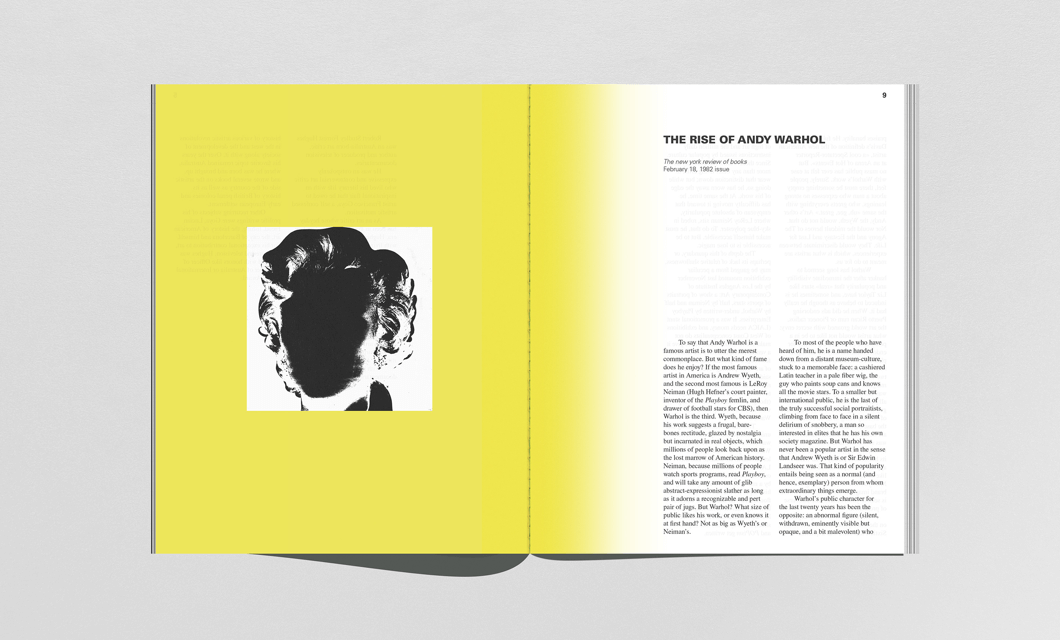 9
THE RISE OF ANDY WARHOL
The new york review of books
February 18, 1982 issue
To say that Andy Warhol is a
famous artist is to utter the merest
commonplace. But what kind of fame
does he enjoy? If the most famous
artist in America is Andrew Wyeth,
and the second most famous is LeRoy
Neiman (Hugh Hefner's court painter,
inventor of the Playboy femlin, and
drawer of football stars for CBS), then
Warhol is the third. Wyeth, because
his work suggests a frugal, bare-
bones rectitude, glazed by nostalgia
but incarnated in real objects, which
millions of people look back upon as
the lost marrow of American history.
Neiman, because millions of people
watch sports programs, read Playboy,
and will take any amount of glib
abstract-expressionist slather as long
as it adorns a recognizable and pert
pair of jugs. But Warhol? What size of
public likes his work, or even knows it
at first hand? Not as big as Wyeth's or
Neiman's.
To most of the people who have
heard of him, he is a name handed
down from a distant museum-culture,
stuck to a memorable face: a cashiered
Latin teacher in a pale fiber wig, the
guy who paints soup cans and knows
all the movie stars. To a smaller but
international public, he is the last of
the truly successful social portraitists,
climbing from face to face in a silent
delirium of snobbery, a man so
interested in elites that he has his own
society magazine. But Warhol has
never been a popular artist in the sense
that Andrew Wyeth is or Sir Edwin
Landseer was. That kind of popularity
entails being seen as a normal (and
hence, exemplary) person from whom
extraordinary things emerge.
Warhol's public character for
the last twenty years has been the
opposite: an abnormal figure (silent,
withdrawn, eminently visible but
opaque, and a bit malevolent) who